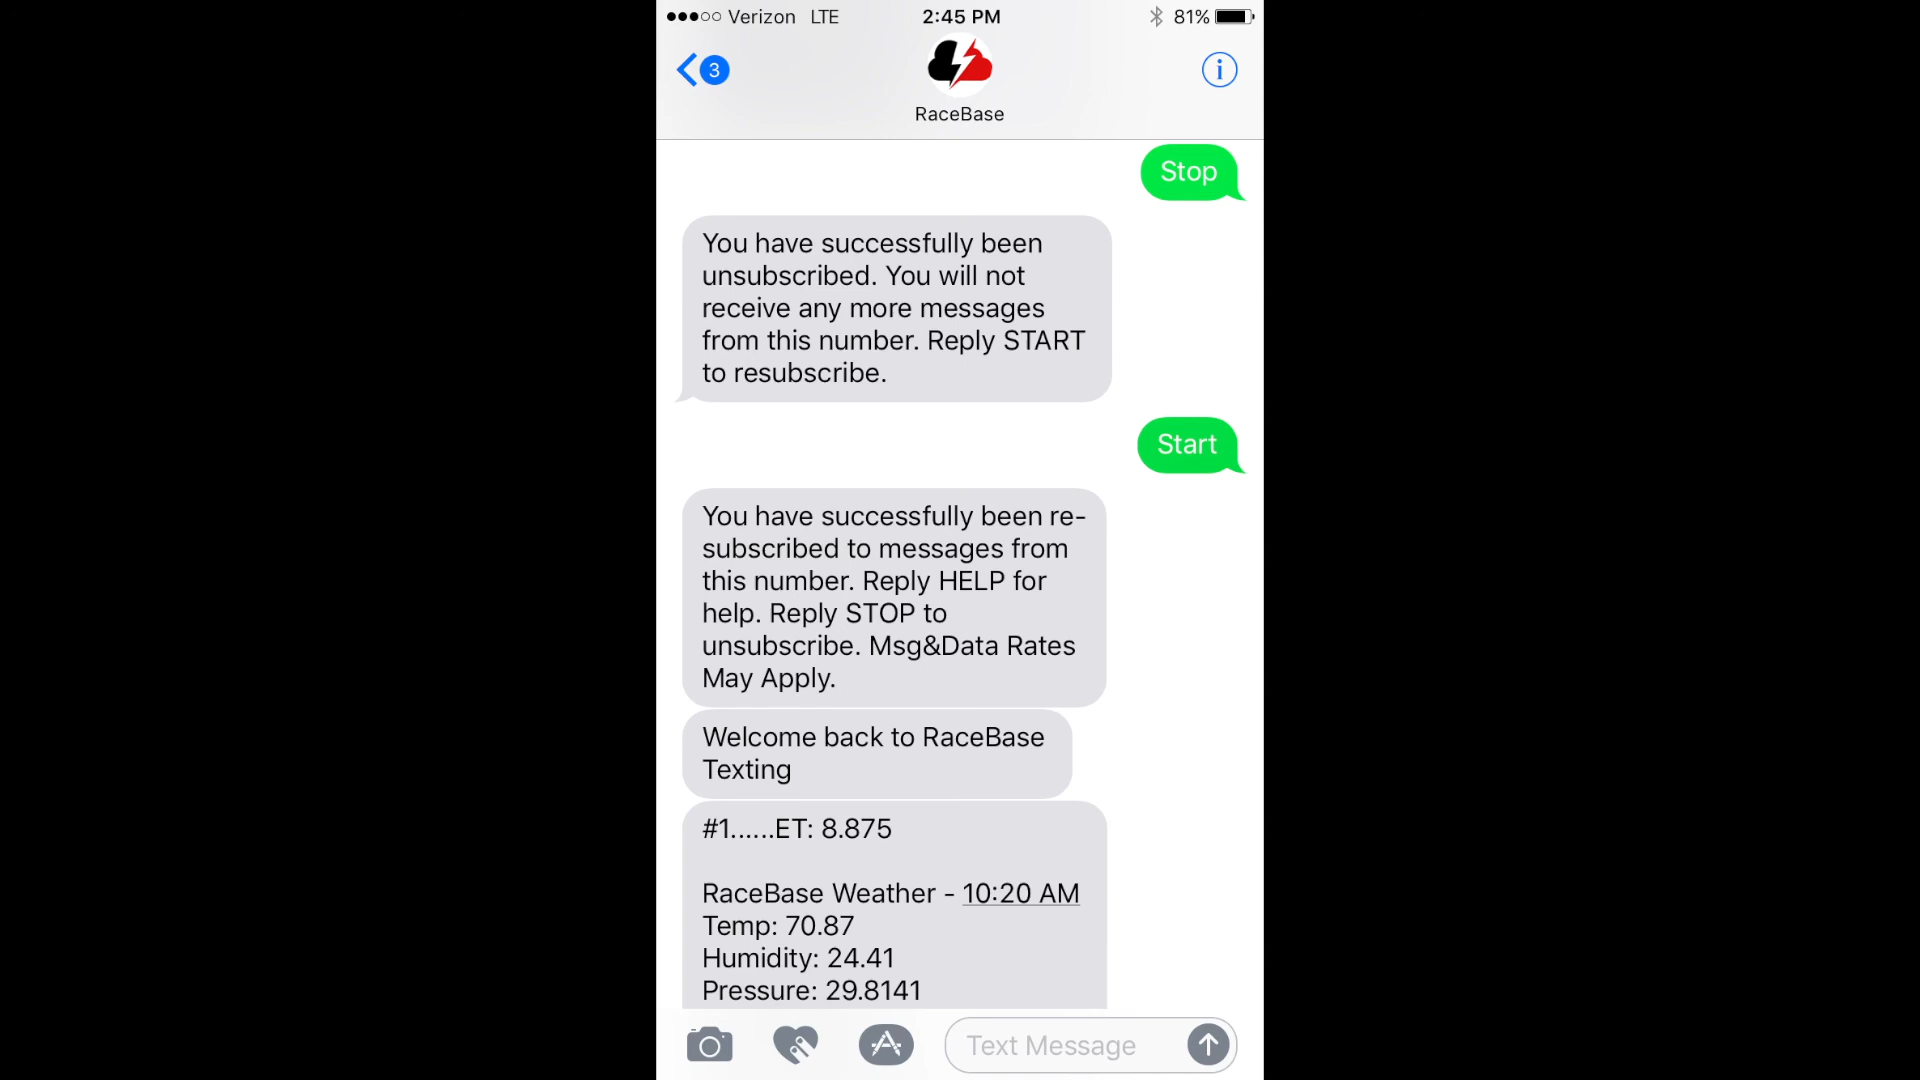 Verizon LTE 2:45 PM 81%
3
RaceBase
Stop
You have successfully been
unsubscribed. You will not
receive any more messages
from this number. Reply START
to resubscribe.
Start
You have successfully been re-
subscribed to messages from
this number. Reply HELP for
help. Reply STOP to
unsubscribe. Msg&Data Rates
May Apply.
Welcome back to RaceBase
Texting
#1......ET: 8.875
RaceBase Weather - 10:20 AM
Temp: 70.87
Humidity: 24.41
Pressure: 29.8141
Text Message